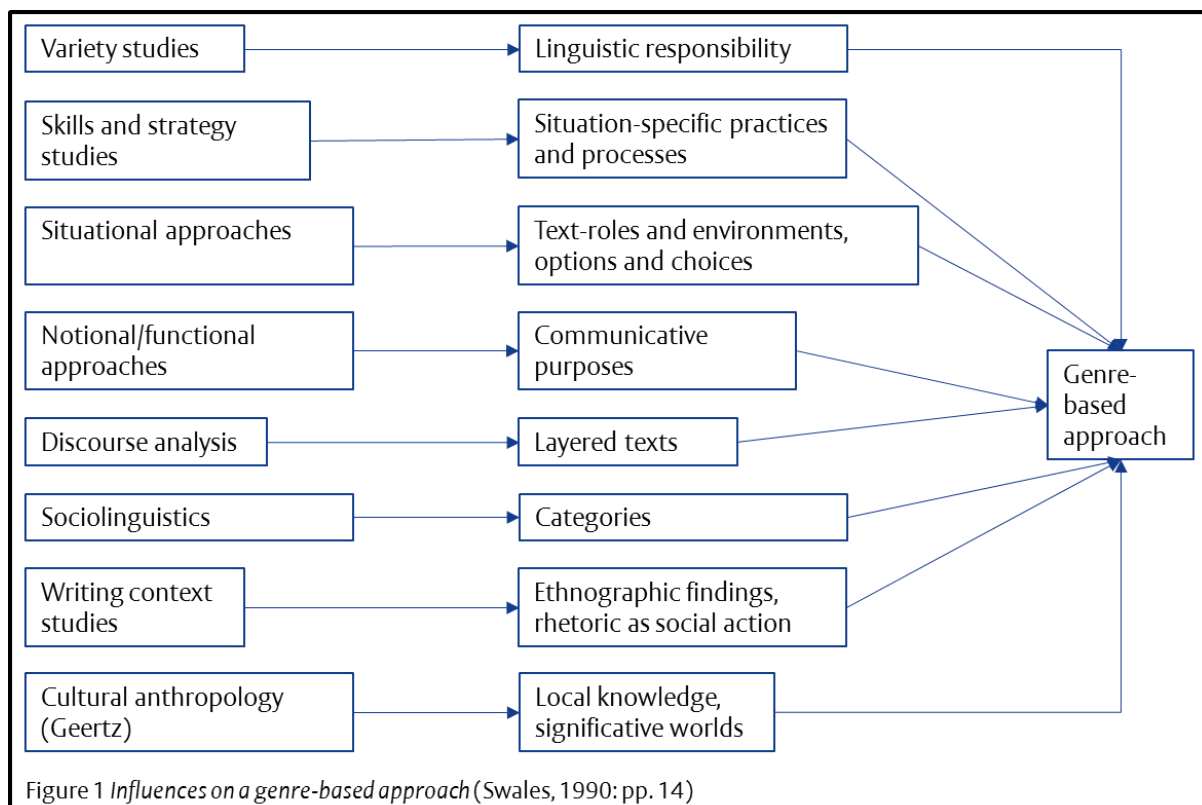 Variety studies
Linguistic responsibility
Skills and strategy
studies
Situation-specific practices
and processes
Situational approaches
Text-roles and environments,
options and choices
Notional/functional
approaches
Communicative
purposes
Genre-
based
approach
Discourse analysis
Layered texts
Sociolinguistics
Categories
Writing context
studies
Ethnographic findings,
rhetoric as social action
Cultural anthropology
(Geertz)
Local knowledge,
significative worlds
Figure 1 Influences on a genre-based approach (Swales, 1990: pp. 14)